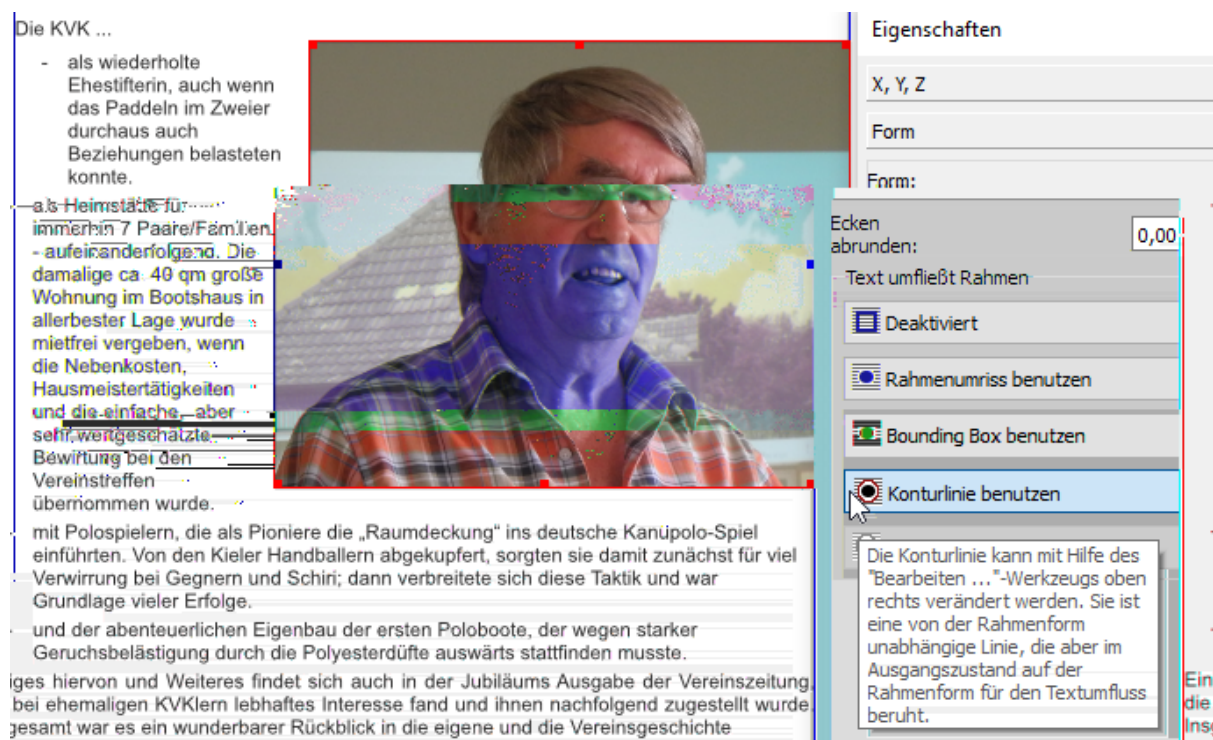 Die KVK ...
- als wiederholte
Ehestifterin, auch wenn
das Paddeln im Zweier
durchaus auch
Beziehungen belasteten
konnte.
als Heimstätte für
immerhin 7 Paare/Familien
- aufeinanderfolgend. Die
damalige ca. 40 qm große
Wohnung im Bootshaus in
allerbester Lage wurde
mietfrei vergeben, wenn
die Nebenkosten,
Hausmeistertätigkeiten
und die einfache, aber
sehr wertgeschätzte
Bewirtung bei den
Vereinstreffen
übernommen wurde.
mit Polospielern, die als Pioniere die „Raumdeckung“ ins deutsche Kanupolo-Spiel
einführten. Von den Kieler Handballern abgekupfert, sorgten sie damit zunächst für viel
Verwirrung bei Gegnern und Schiri; dann verbreitete sich diese Taktik und war
Grundlage vieler Erfolge.
und der abenteuerlichen Eigenbau der ersten Poloboote, der wegen starker
Geruchsbelästigung durch die Polyesterdüfte auswärts stattfinden musste.
iges hiervon und Weiteres findet sich auch in der Jubiläums Ausgabe der Vereinszeitung,
bei ehemaligen KVKlern lebhaftes Interesse fand und ihnen nachfolgend zugestellt wurde.
gesamt war es ein wunderbarer Rückblick in die eigene und die Vereinsgeschichte
Eigenschaften
X, Y, Z
Form
Form:
Ecken
abrunden:
0,00
Text umfließt Rahmen
Deaktiviert
Rahmenumriss benutzen
Bounding Box benutzen
Konturlinie benutzen
Die Konturlinie kann mit Hilfe des
"Bearbeiten ..."-Werkzeugs oben
rechts verändert werden. Sie ist
eine von der Rahmenform
unabhängige Linie, die aber im
Ausgangszustand auf der
Rahmenform für den Textumfluss
beruht.
Ein
die
Ins